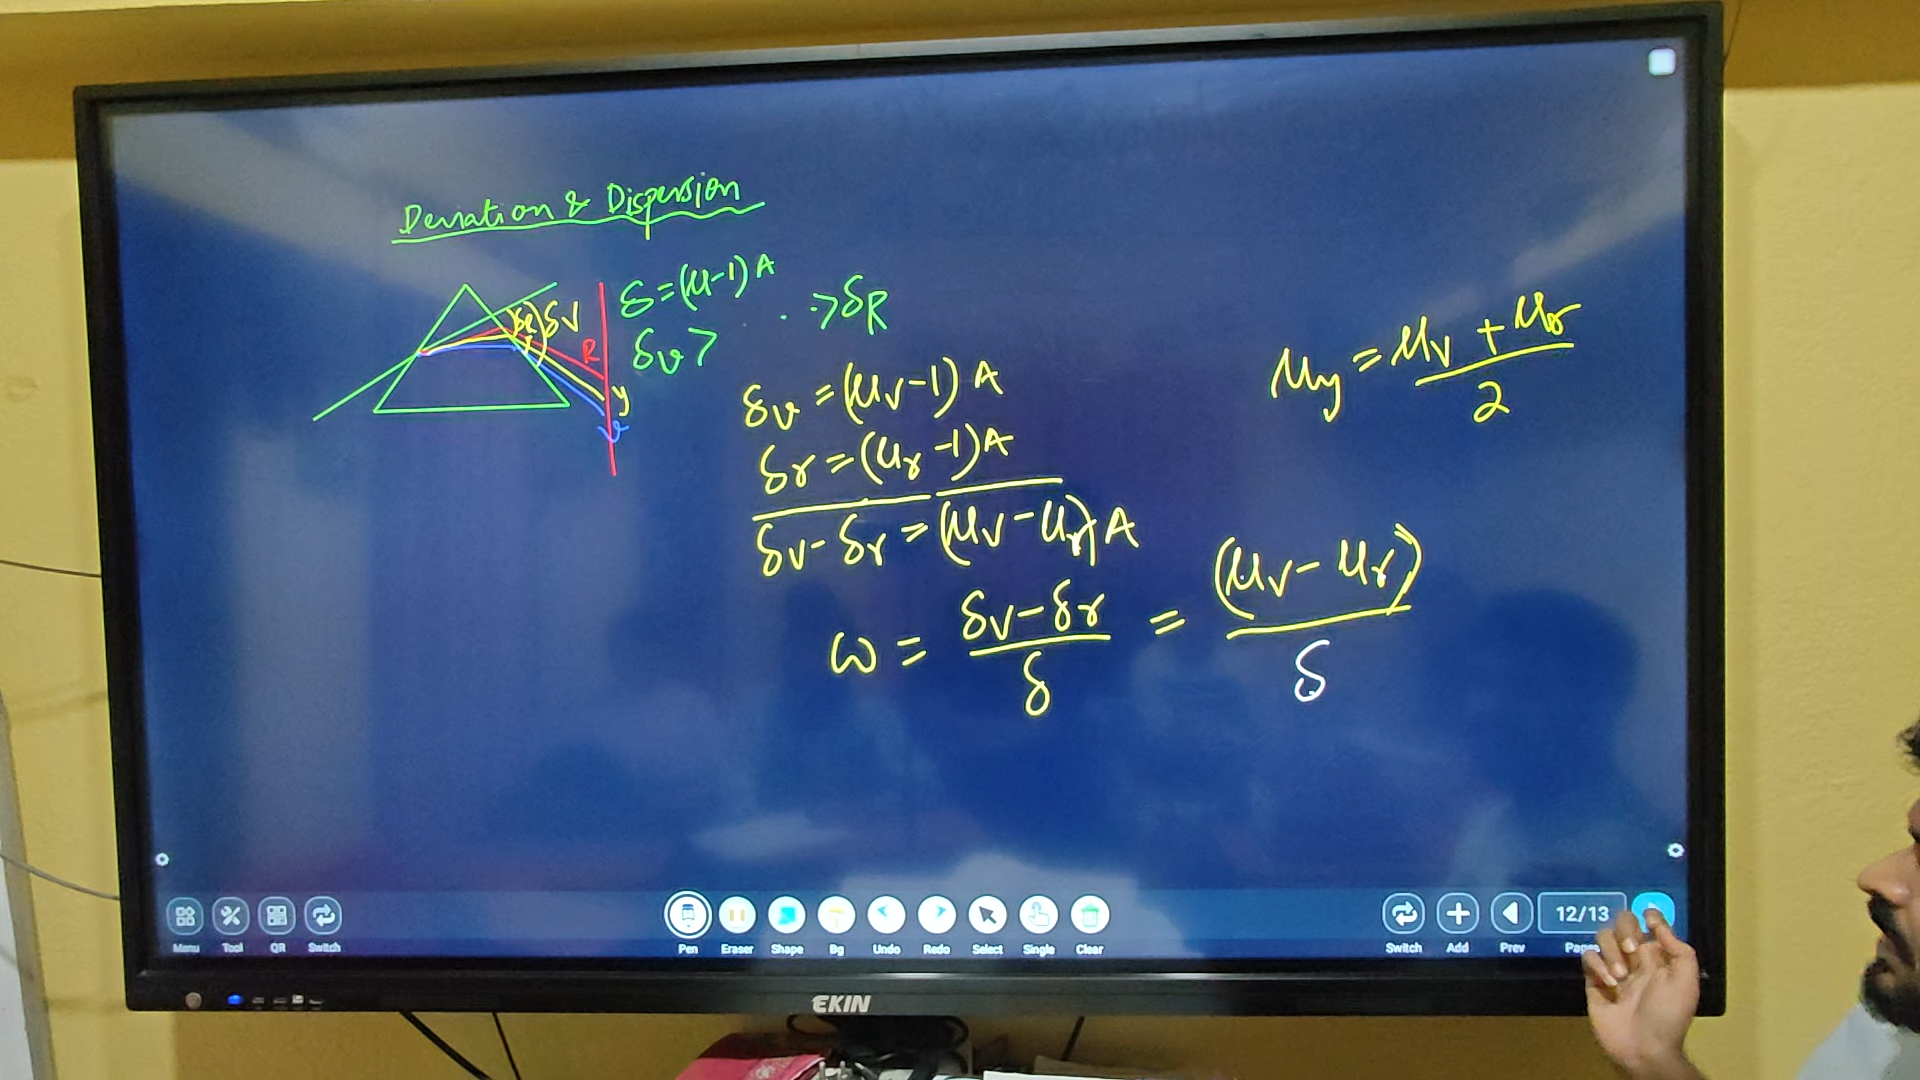 Deviation & Dispersion
δ=(μ-1)A
δv > . . . >δR
δR δV
R
y
v
δv = (μv-1) A
δr = (μr -1)A
δv- δr = (μv - μr) A
μy = μv + μr
2
ω = δv - δr = (μv - μr)
δ δ
Menu Tool QR Switch
Pen Eraser Shape Bg Undo Redo Select Single Clear
Switch Add Prev 12/13
EKIN